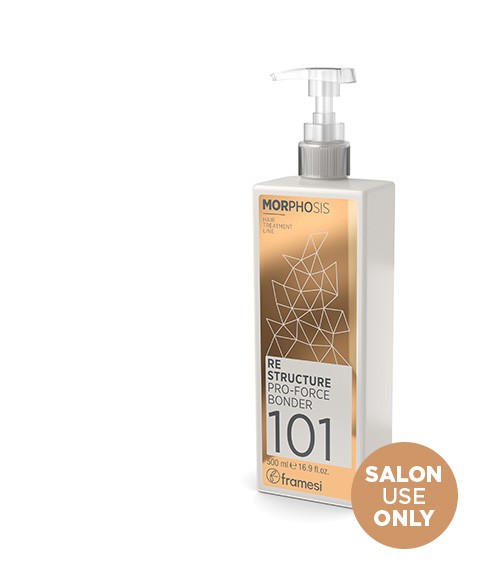 MORPHOSIS
HAIR
TREATMENT
LINE
RE
STRUCTURE
PRO-FORCE
BONDER
101
500 ml ℮ 16.9 fl.oz.
framesi
SALON
USE
ONLY